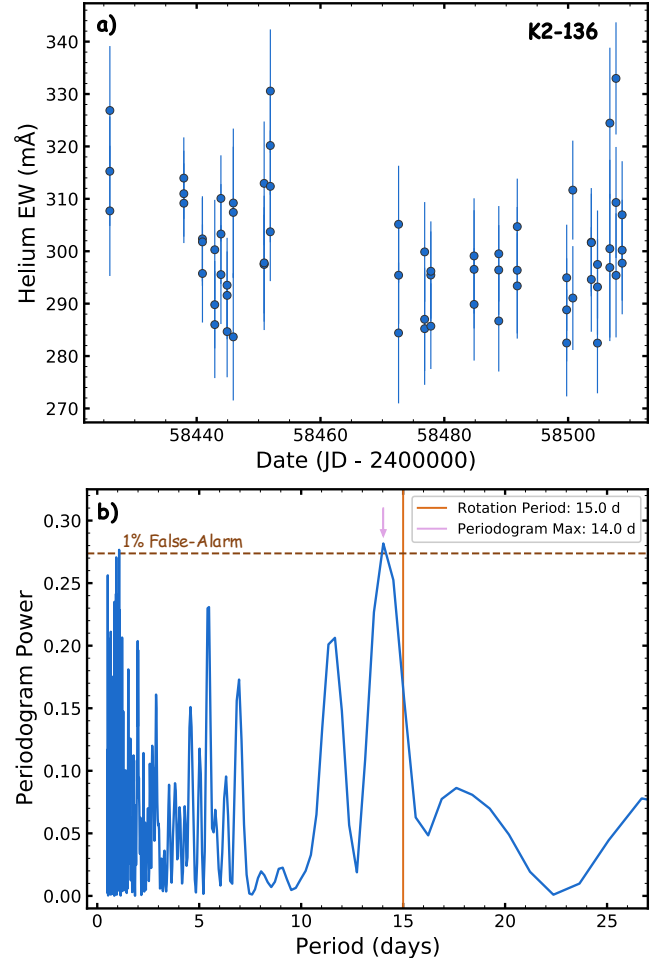 a)
K2-136
340
330
320
310
300
290
280
270
Helium EW (mÅ)
58440
58460
58480
58500
Date (JD - 2400000)
b)
Rotation Period: 15.0 d
Periodogram Max: 14.0 d
1% False-Alarm
0.30
0.25
0.20
0.15
0.10
0.05
0.00
Periodogram Power
0
5
10
15
20
25
Period (days)